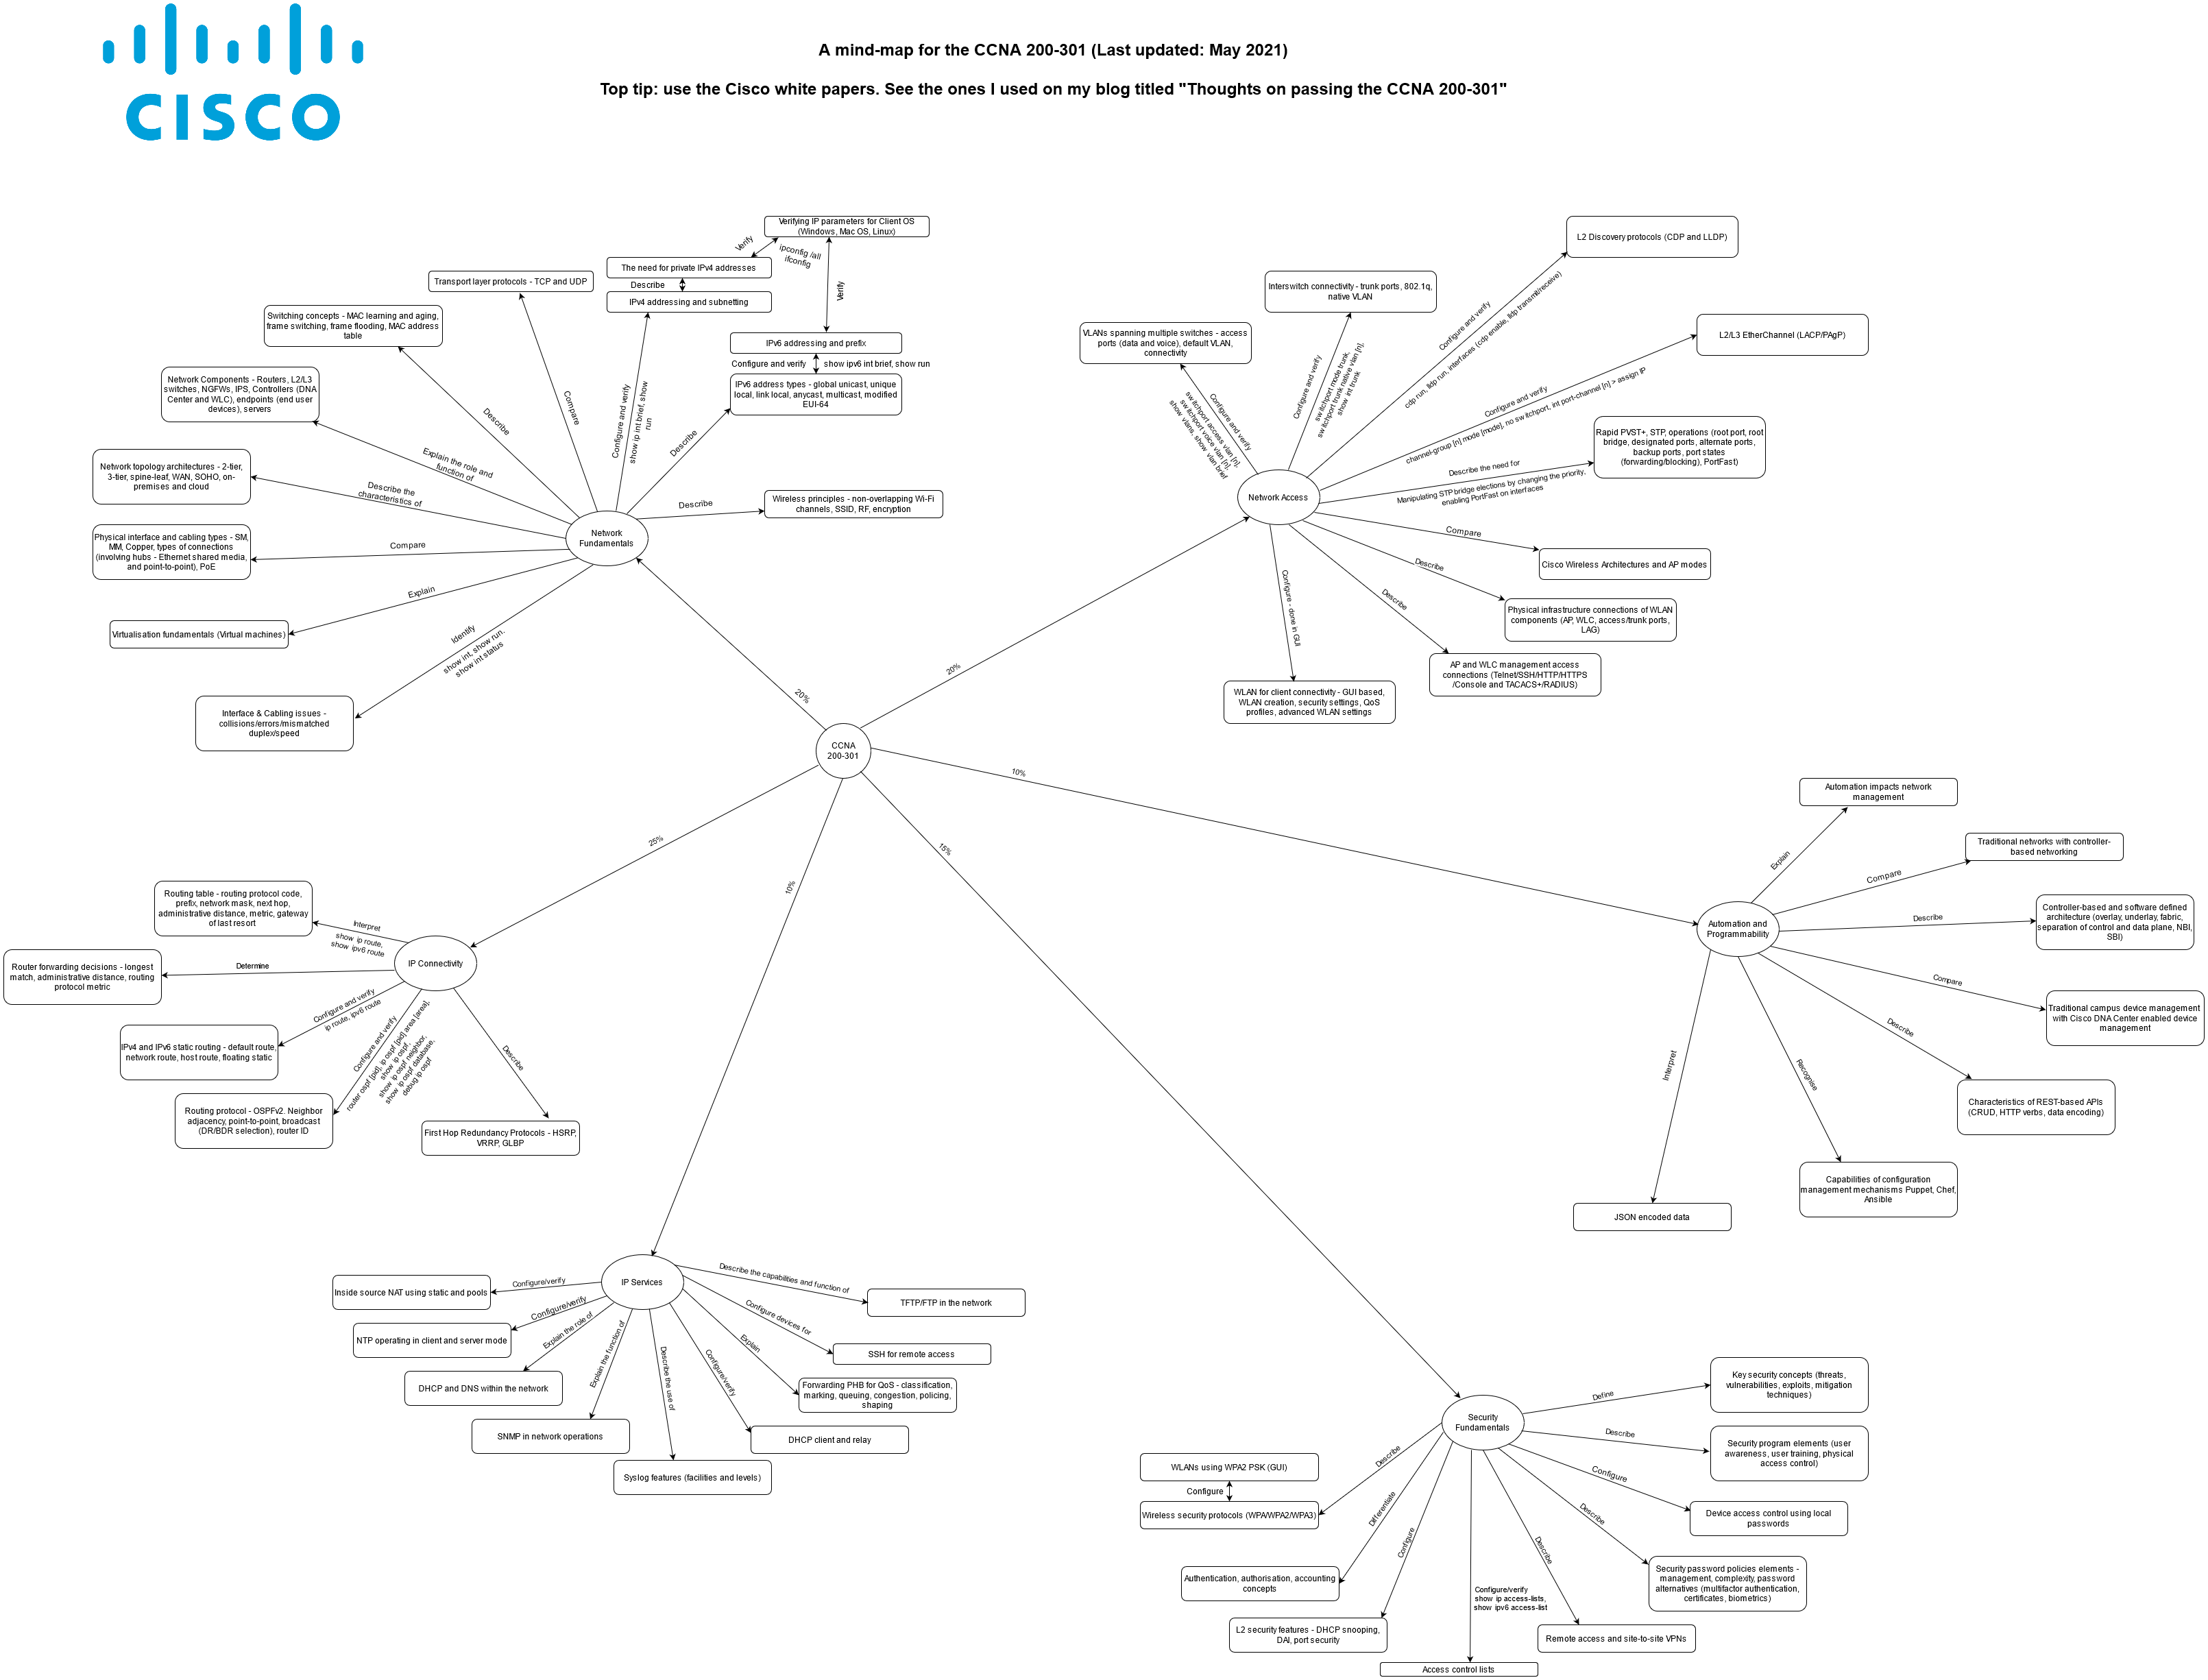 CISCO
A mind-map for the CCNA 200-301 (Last updated: May 2021)
Top tip: use the Cisco white papers. See the ones I used on my blog titled "Thoughts on passing the CCNA 200-301"
Verifying IP parameters for Client OS
(Windows, Mac OS, Linux)
Verify
ipconfig /all
ifconfig
Verify
The need for private IPv4 addresses
Describe
IPv4 addressing and subnetting
Transport layer protocols - TCP and UDP
Switching concepts - MAC learning and aging,
frame switching, frame flooding, MAC address
table
IPv6 addressing and prefix
Configure and verify
show ipv6 int brief, show run
IPv6 address types - global unicast, unique
local, link local, anycast, multicast, modified
EUI-64
Network Components - Routers, L2/L3
switches, NGFWs, IPS, Controllers (DNA
Center and WLC), endpoints (end user
devices), servers
Describe
Compare
Configure and verify
show ip int brief, show
run
Describe
Explain the role and
function of
Network topology architectures - 2-tier,
3-tier, spine-leaf, WAN, SOHO, on-
premises and cloud
Describe the
characteristics of
Describe
Wireless principles - non-overlapping Wi-Fi
channels, SSID, RF, encryption
Network
Fundamentals
Physical interface and cabling types - SM,
MM, Copper, types of connections
(involving hubs - Ethernet shared media,
and point-to-point), PoE
Compare
Explain
Virtualisation fundamentals (Virtual machines)
Identify
show int, show run,
show int status
Interface & Cabling issues -
collisions/errors/mismatched
duplex/speed
20%
L2 Discovery protocols (CDP and LLDP)
Configure and verify
cdp run, lldp run, interfaces (cdp enable, lldp transmit/receive)
Interswitch connectivity - trunk ports, 802.1q,
native VLAN
Configure and verify
switchport mode trunk,
switchport trunk native vlan [n],
show int trunk
VLANs spanning multiple switches - access
ports (data and voice), default VLAN,
connectivity
Configure and verify
switchport access vlan [n],
switchport voice vlan [n],
show vlans, show vlan brief
L2/L3 EtherChannel (LACP/PAgP)
Configure and verify
channel-group [n] mode [mode], no switchport, int port-channel [n] > assign IP
Rapid PVST+, STP, operations (root port, root
bridge, designated ports, alternate ports,
backup ports, port states
(forwarding/blocking), PortFast)
Describe the need for
Manipulating STP bridge elections by changing the priority,
enabling PortFast on interfaces
Network Access
Compare
Cisco Wireless Architectures and AP modes
Describe
Physical infrastructure connections of WLAN
components (AP, WLC, access/trunk ports,
LAG)
Describe
AP and WLC management access
connections (Telnet/SSH/HTTP/HTTPS
/Console and TACACS+/RADIUS)
Configure - done in GUI
WLAN for client connectivity - GUI based,
WLAN creation, security settings, QoS
profiles, advanced WLAN settings
20%
CCNA
200-301
10%
Automation impacts network
management
Explain
Traditional networks with controller-
based networking
Compare
Controller-based and software defined
architecture (overlay, underlay, fabric,
separation of control and data plane, NBI,
SBI)
Describe
Automation and
Programmability
Compare
Traditional campus device management
with Cisco DNA Center enabled device
management
Describe
Characteristics of REST-based APIs
(CRUD, HTTP verbs, data encoding)
Recognise
Capabilities of configuration
management mechanisms Puppet, Chef,
Ansible
Interpret
JSON encoded data
25%
Routing table - routing protocol code,
prefix, network mask, next hop,
administrative distance, metric, gateway
of last resort
Interpret
show ip route,
show ipv6 route
IP Connectivity
Router forwarding decisions - longest
match, administrative distance, routing
protocol metric
Determine
Configure and verify
ip route, ipv6 route
IPv4 and IPv6 static routing - default route,
network route, host route, floating static
Configure and verify
router ospf [pid], ip ospf [pid] area [area],
show ip ospf,
show ip ospf neighbor,
show ip ospf database,
debug ip ospf
Routing protocol - OSPFv2. Neighbor
adjacency, point-to-point, broadcast
(DR/BDR selection), router ID
Describe
First Hop Redundancy Protocols - HSRP,
VRRP, GLBP
10%
IP Services
Configure/verify
Inside source NAT using static and pools
Configure/verify
NTP operating in client and server mode
Explain the role of
DHCP and DNS within the network
Explain the function of
SNMP in network operations
Describe the use of
Syslog features (facilities and levels)
Configure/verify
DHCP client and relay
Explain
Forwarding PHB for QoS - classification,
marking, queuing, congestion, policing,
shaping
Configure devices for
SSH for remote access
Describe the capabilities and function of
TFTP/FTP in the network
15%
Security
Fundamentals
Define
Key security concepts (threats,
vulnerabilities, exploits, mitigation
techniques)
Describe
Security program elements (user
awareness, user training, physical
access control)
Configure
Device access control using local
passwords
Describe
Security password policies elements -
management, complexity, password
alternatives (multifactor authentication,
certificates, biometrics)
Describe
Remote access and site-to-site VPNs
Configure/verify
show ip access-lists,
show ipv6 access-list
Access control lists
Configure
L2 security features - DHCP snooping,
DAI, port security
Differentiate
Authentication, authorisation, accounting
concepts
Describe
Wireless security protocols (WPA/WPA2/WPA3)
Configure
WLANs using WPA2 PSK (GUI)